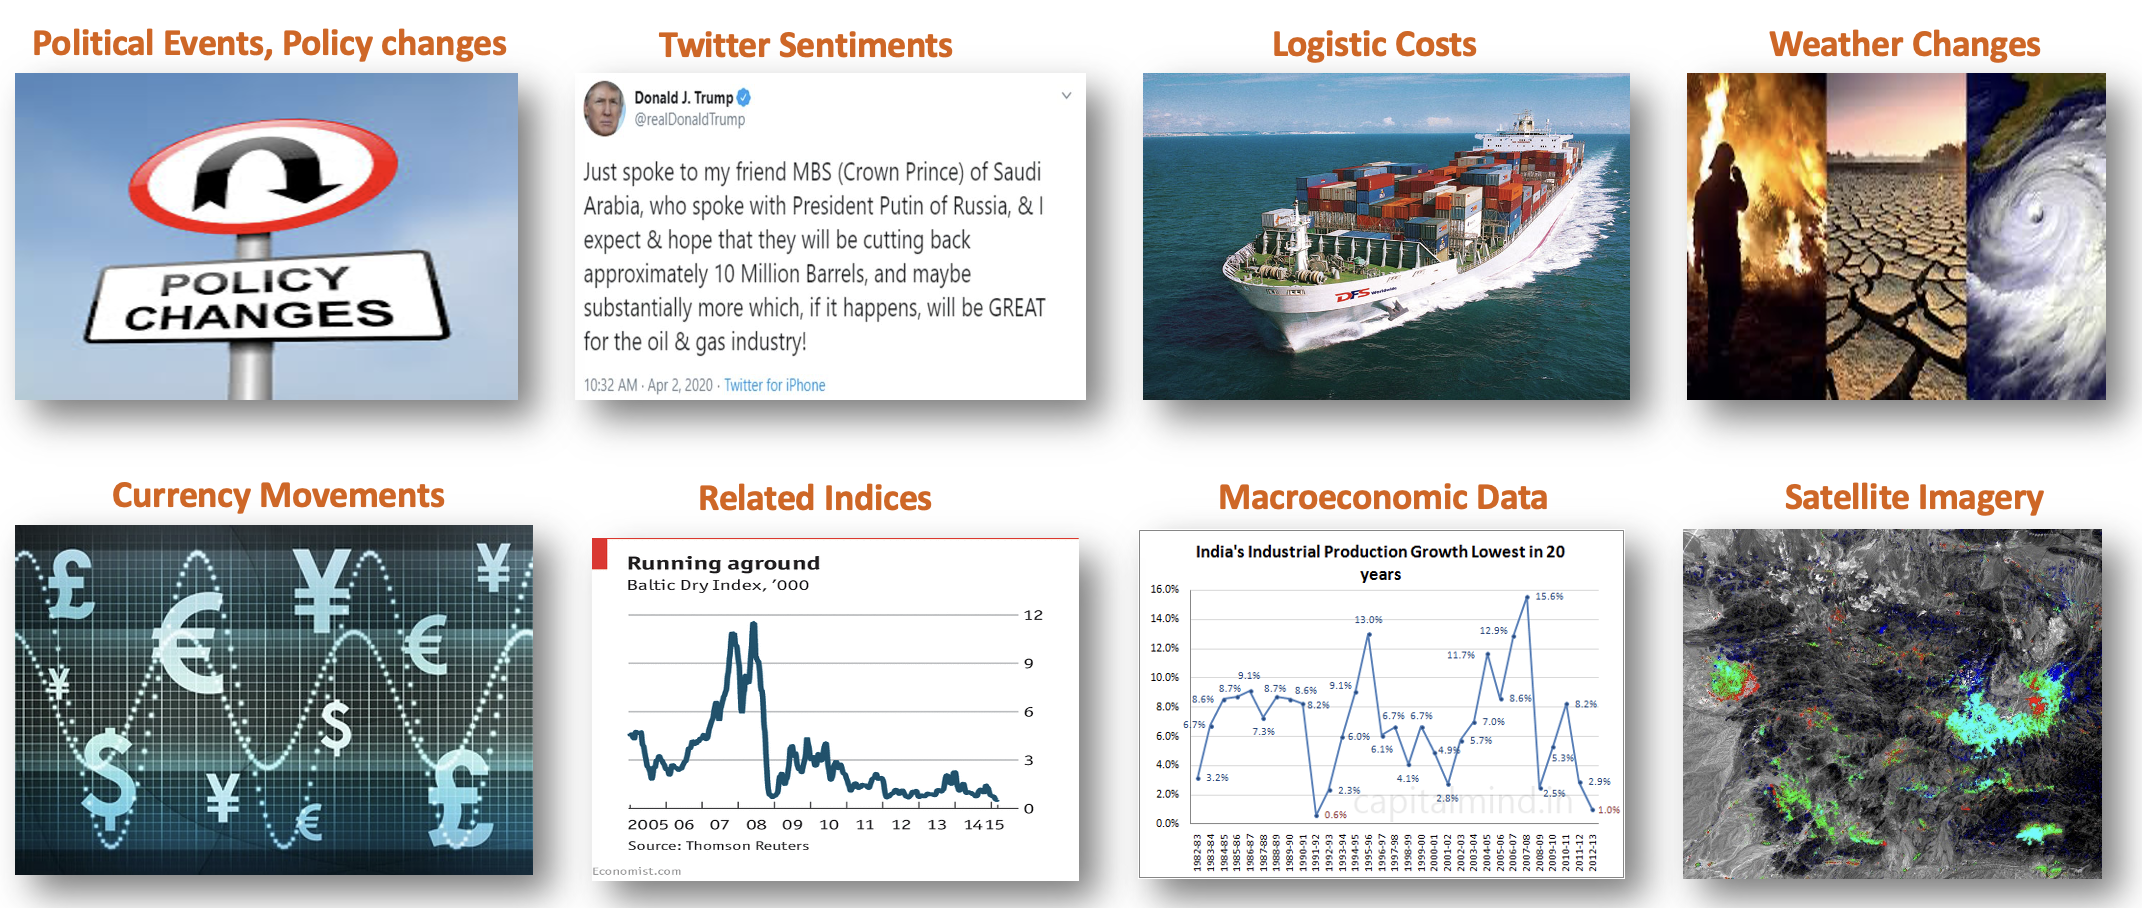 Political Events, Policy changes
POLICY
CHANGES
Twitter Sentiments
Donald J. Trump
@realDonaldTrump
Just spoke to my friend MBS (Crown Prince) of Saudi
Arabia, who spoke with President Putin of Russia, & I
expect & hope that they will be cutting back
approximately 10 Million Barrels, and maybe
substantially more which, if it happens, will be GREAT
for the oil & gas industry!
10:32 AM · Apr 2, 2020 · Twitter for iPhone
Logistic Costs
DFS Worldwide
Weather Changes
Currency Movements
£ ¥ ¥
€ €
¥ $
$ ¥ € £
Related Indices
Running aground
Baltic Dry Index, ’000
12
9
6
3
0
2005 06 07 08 09 10 11 12 13 14 15
Source: Thomson Reuters
Economist.com
Macroeconomic Data
India's Industrial Production Growth Lowest in 20
years
16.0%
14.0%
12.0%
10.0%
8.0%
6.0%
4.0%
2.0%
0.0%
3.2%
6.7%
8.6%
8.7%
9.1%
7.3%
8.7%
8.6%
8.2%
0.6%
2.3%
6.0%
9.1%
13.0%
6.1%
6.7%
4.1%
6.7%
4.9%
2.8%
5.7%
7.0%
11.7%
8.6%
12.9%
15.6%
2.5%
5.3%
8.2%
2.9%
1.0%
capitalmind.in
1982-83
1983-84
1984-85
1985-86
1986-87
1987-88
1988-89
1989-90
1990-91
1991-92
1992-93
1993-94
1994-95
1995-96
1996-97
1997-98
1998-99
1999-00
2000-01
2001-02
2002-03
2003-04
2004-05
2005-06
2006-07
2007-08
2008-09
2009-10
2010-11
2011-12
2012-13
Satellite Imagery